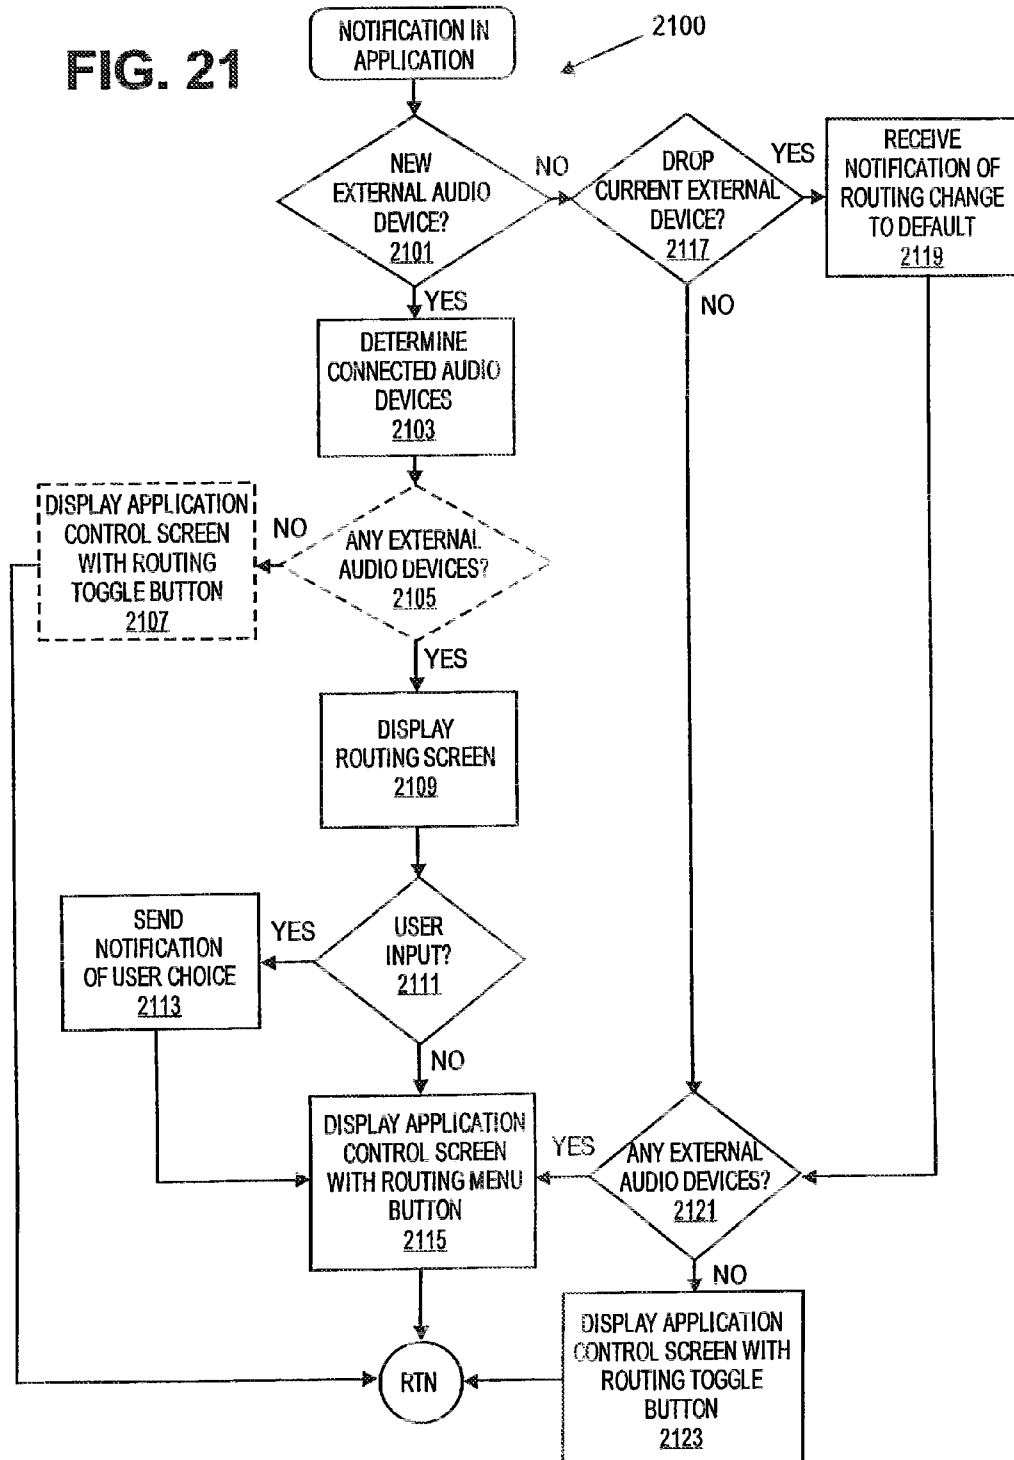 FIG. 21
NOTIFICATION IN
APPLICATION
2100
NEW
EXTERNAL AUDIO
DEVICE?
2101
NO
DROP
CURRENT EXTERNAL
DEVICE?
2117
YES
RECEIVE
NOTIFICATION OF
ROUTING CHANGE
TO DEFAULT
2119
YES
NO
DETERMINE
CONNECTED AUDIO
DEVICES
2103
DISPLAY APPLICATION
CONTROL SCREEN
WITH ROUTING
TOGGLE BUTTON
2107
NO
ANY EXTERNAL
AUDIO DEVICES?
2105
YES
DISPLAY
ROUTING SCREEN
2109
SEND
NOTIFICATION
OF USER CHOICE
2113
YES
USER
INPUT?
2111
NO
DISPLAY APPLICATION
CONTROL SCREEN
WITH ROUTING MENU
BUTTON
2115
YES
ANY EXTERNAL
AUDIO DEVICES?
2121
NO
DISPLAY APPLICATION
CONTROL SCREEN WITH
ROUTING TOGGLE
BUTTON
2123
RTN